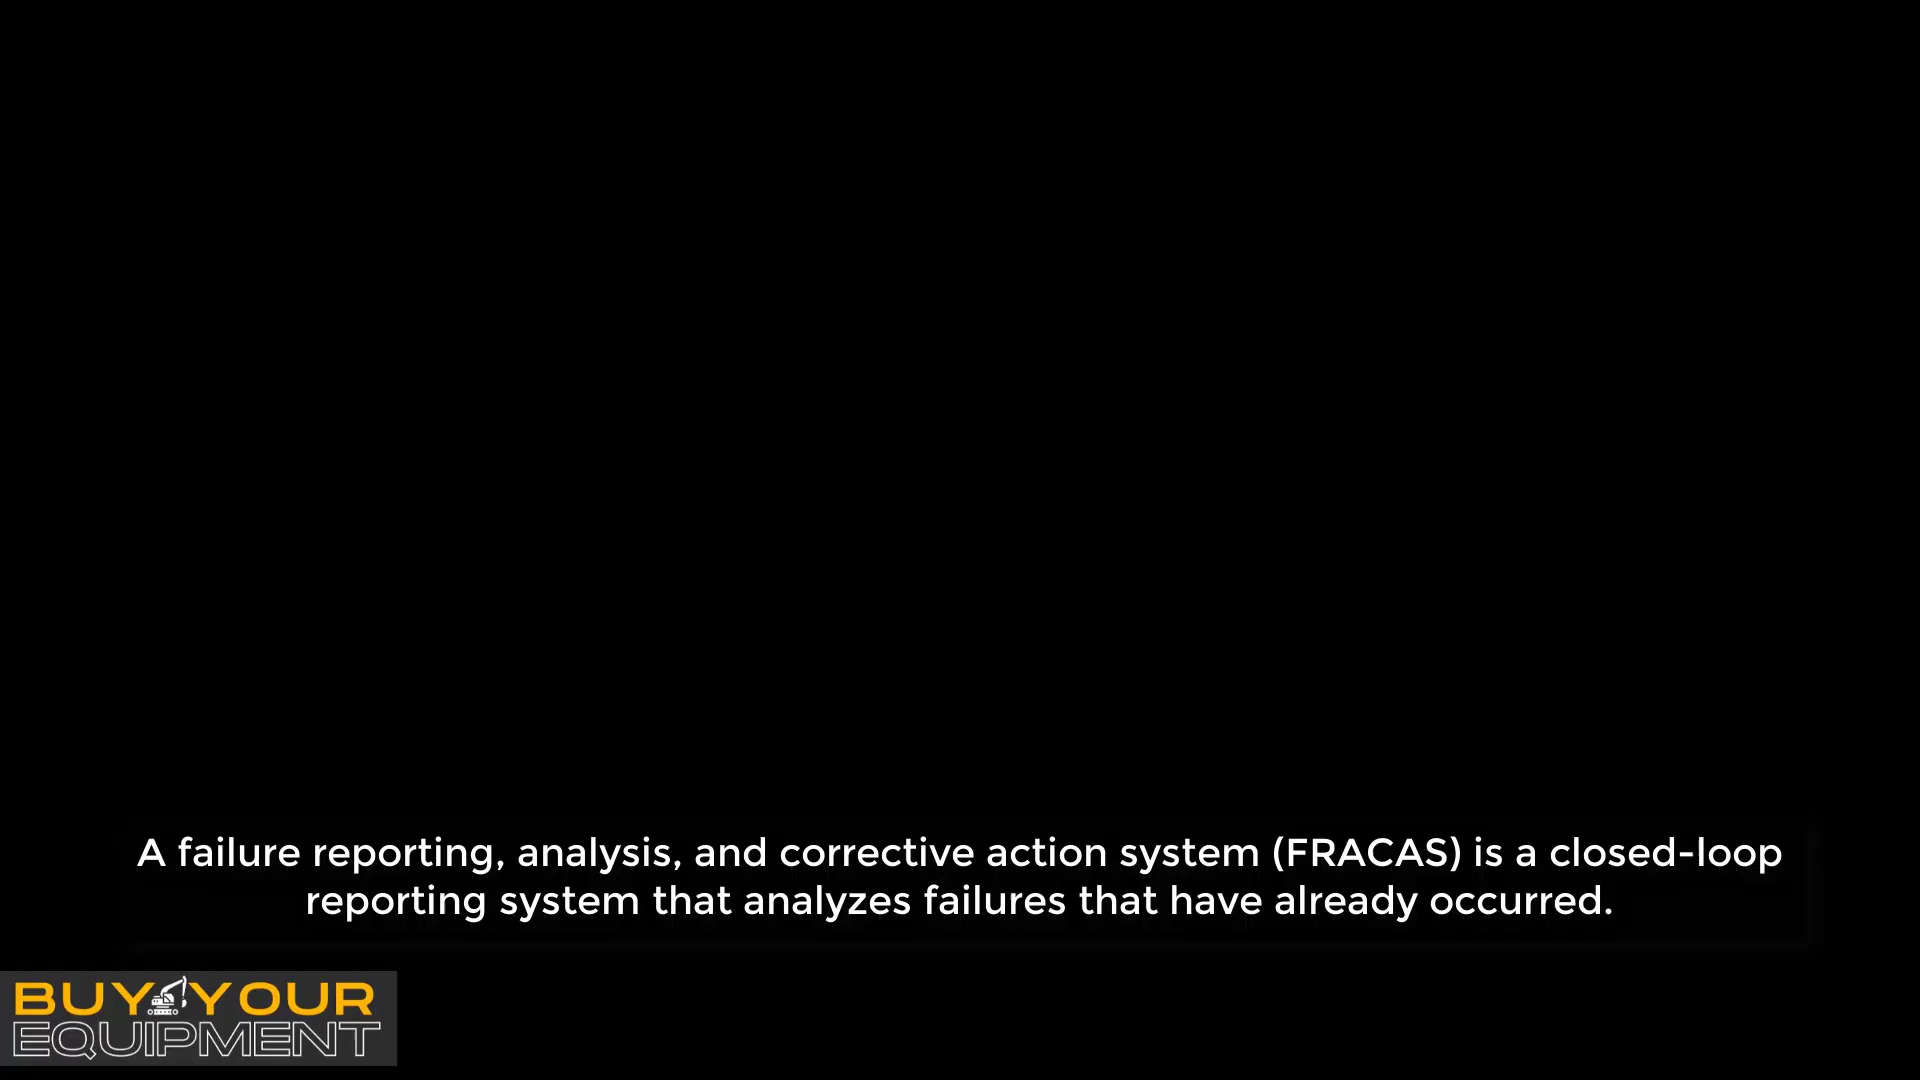 A failure reporting, analysis, and corrective action system (FRACAS) is a closed-loop
reporting system that analyzes failures that have already occurred.
BUY YOUR
EQUIPMENT